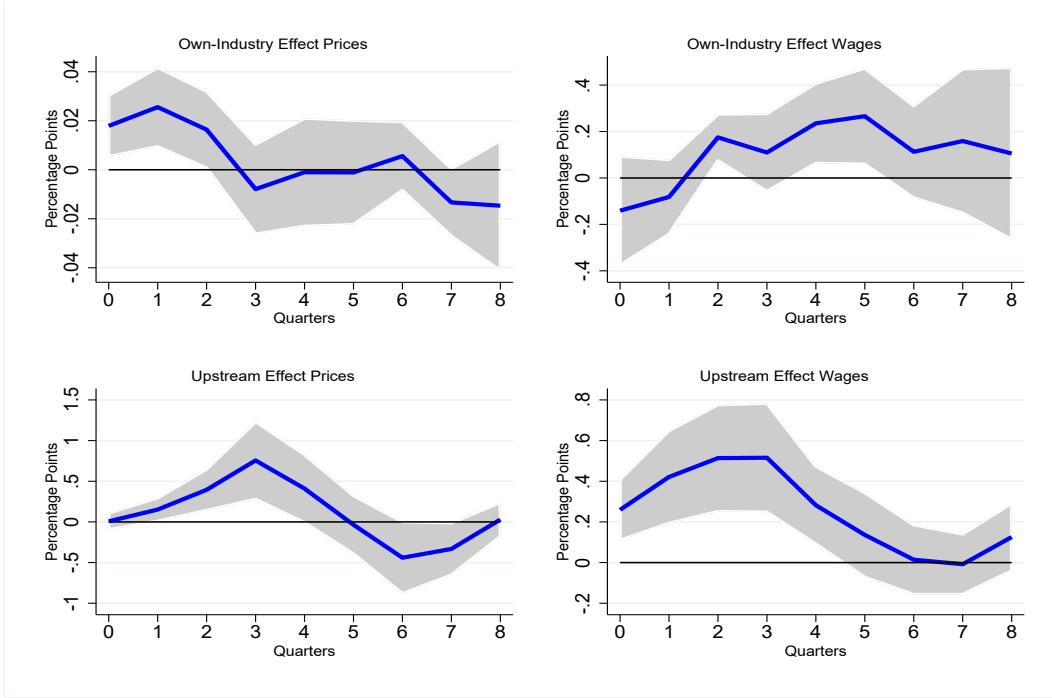 Own-Industry Effect Prices
Percentage Points
.04
.02
0
-.02
-.04
0 1 2 3 4 5 6 7 8
Quarters
Own-Industry Effect Wages
Percentage Points
.4
.2
0
-.2
-.4
0 1 2 3 4 5 6 7 8
Quarters
Upstream Effect Prices
Percentage Points
1.5
1
.5
0
-.5
-1
0 1 2 3 4 5 6 7 8
Quarters
Upstream Effect Wages
Percentage Points
.8
.6
.4
.2
0
-.2
0 1 2 3 4 5 6 7 8
Quarters